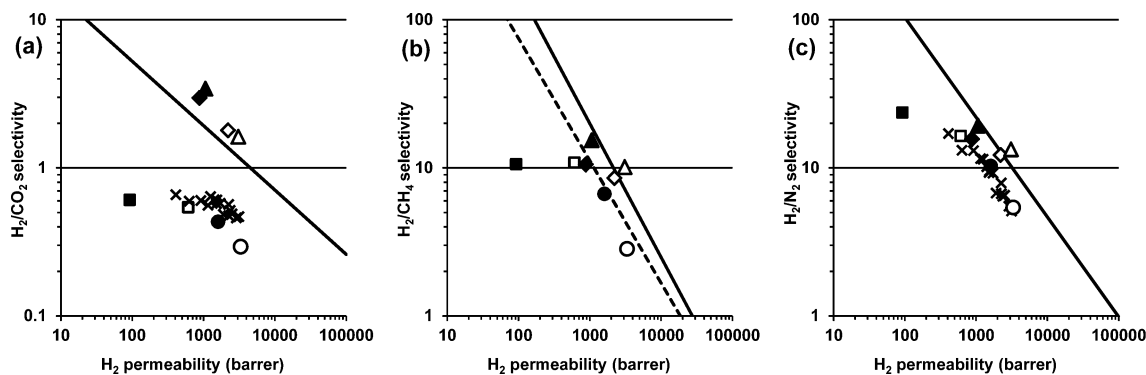 (a)
10
1
0.1
H2/CO2 selectivity
10 100 1000 10000 100000
H2 permeability (barrer)
(b)
100
10
1
H2/CH4 selectivity
10 100 1000 10000 100000
H2 permeability (barrer)
(c)
100
10
1
H2/N2 selectivity
10 100 1000 10000 100000
H2 permeability (barrer)